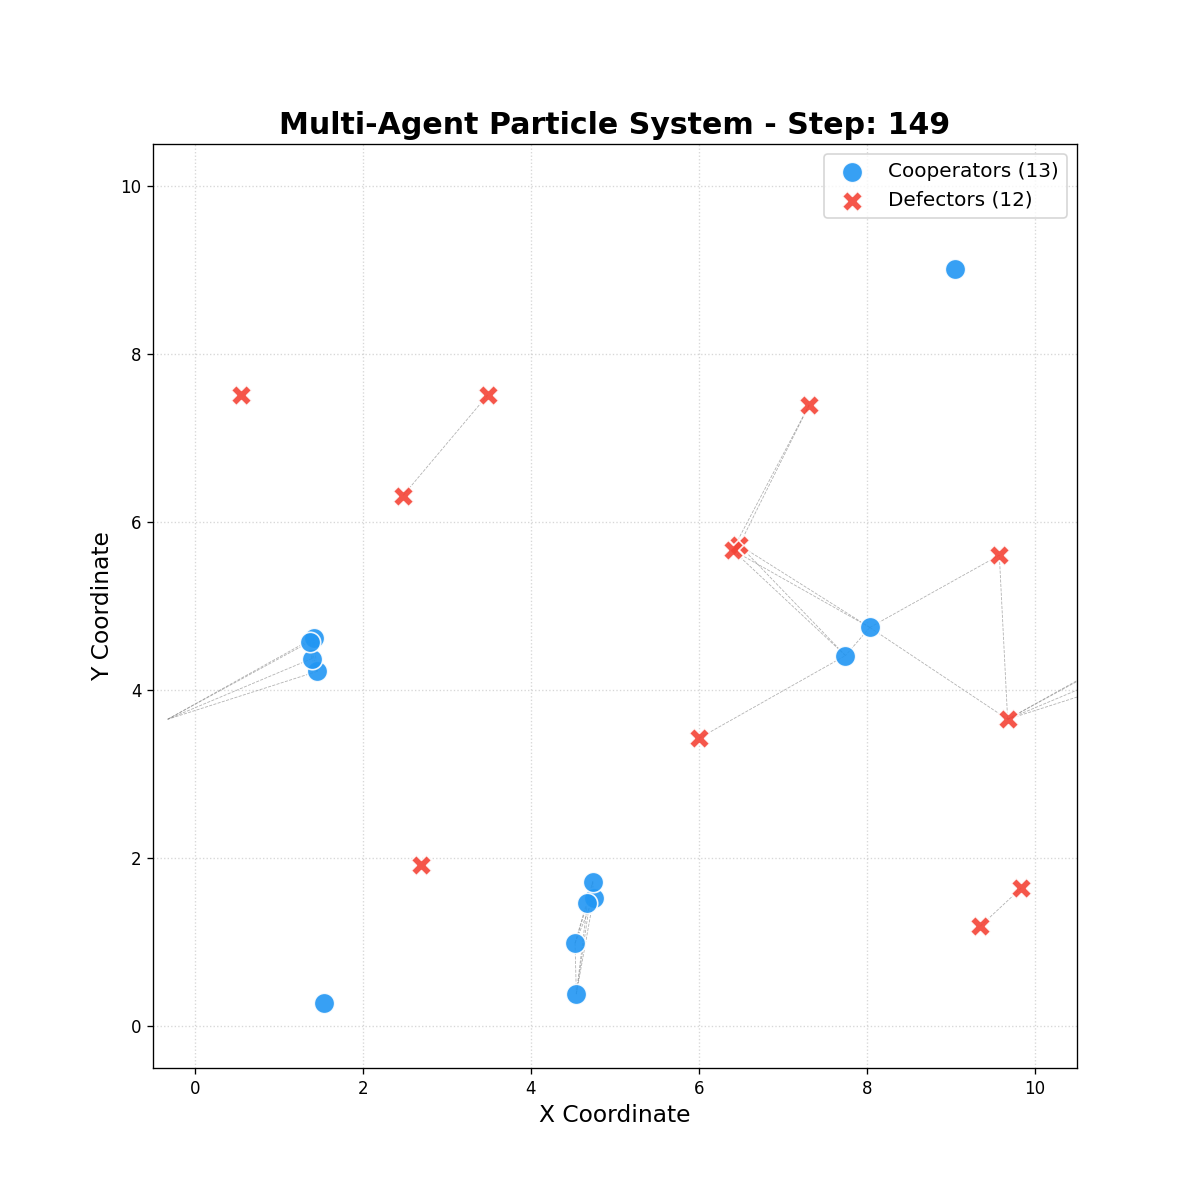 Multi-Agent Particle System - Step: 149
Cooperators (13)
Defectors (12)
10
8
6
4
2
0
Y Coordinate
0 2 4 6 8 10
X Coordinate